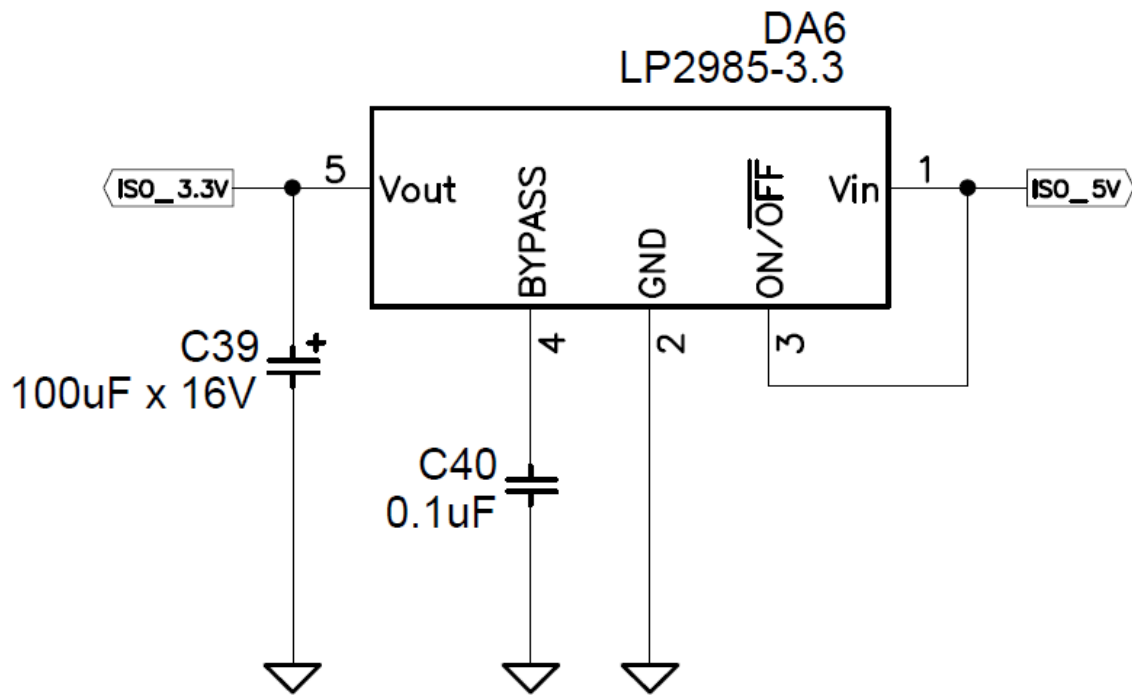 DA6
LP2985-3.3
ISO_3.3V
5
Vout
BYPASS
GND
ON/OFF
Vin
1
ISO_5V
4
2
3
C39
+
100uF x 16V
C40
0.1uF